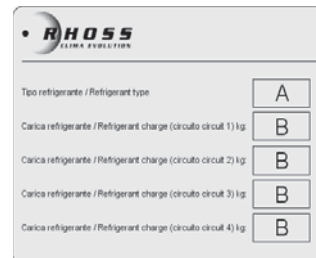 RHOSS
CLIMA EVOLUTION
Tipo refrigerante / Refrigerant type A
Carica refrigerante / Refrigerant charge (circuito circuit 1) kg: B
Carica refrigerante / Refrigerant charge (circuito circuit 2) kg: B
Carica refrigerante / Refrigerant charge (circuito circuit 3) kg: B
Carica refrigerante / Refrigerant charge (circuito circuit 4) kg: B